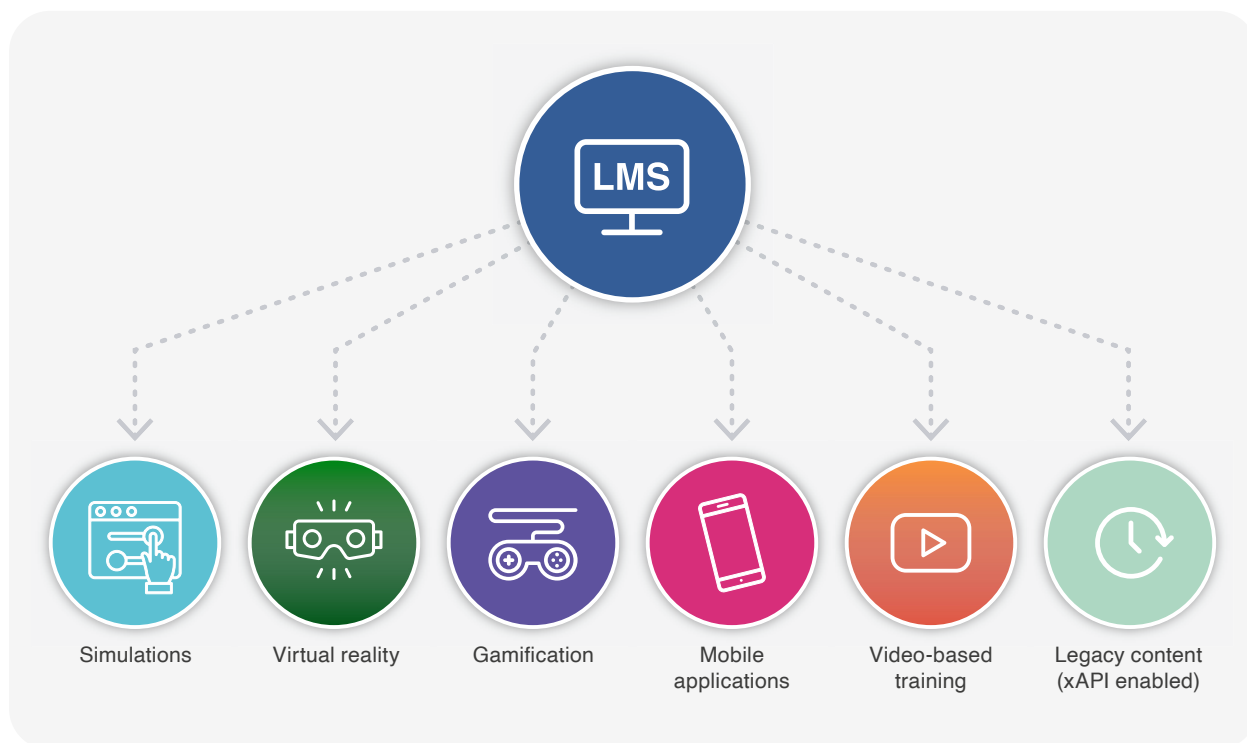 LMS
Simulations
Virtual reality
Gamification
Mobile
applications
Video-based
training
Legacy content
(xAPI enabled)